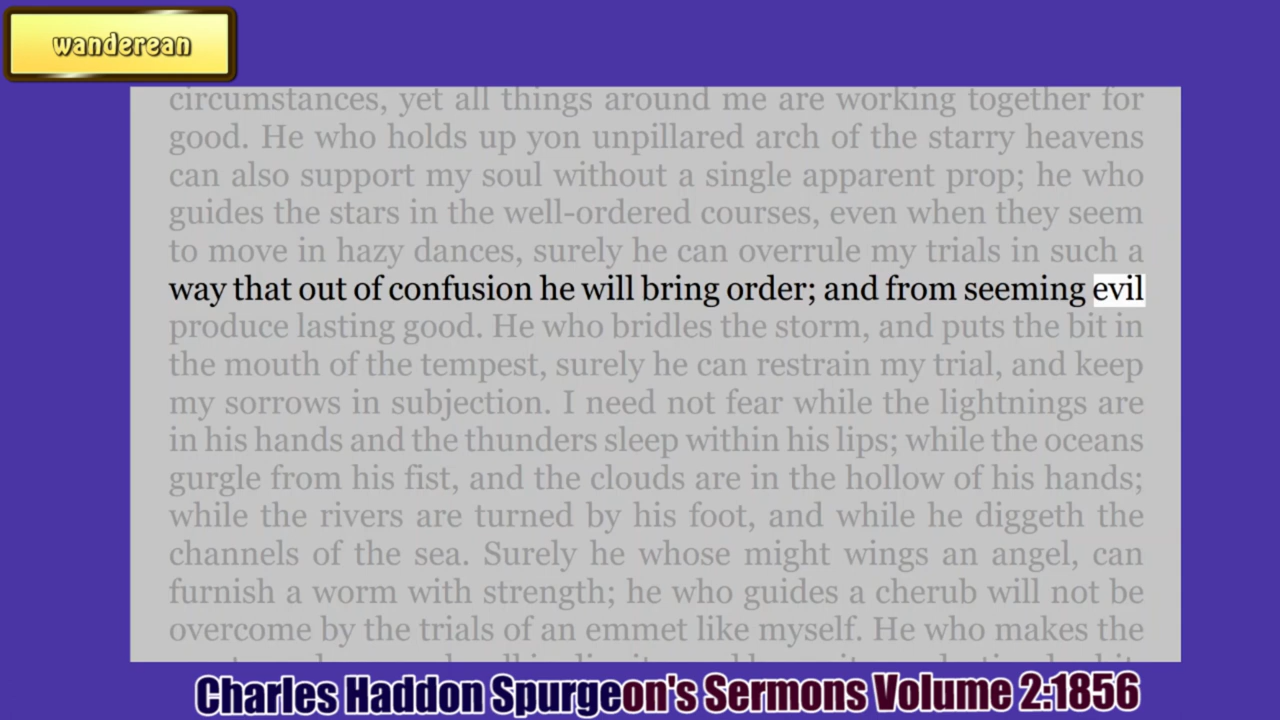 wanderean
circumstances, yet all things around me are working together for
good. He who holds up yon unpillared arch of the starry heavens
can also support my soul without a single apparent prop; he who
guides the stars in the well-ordered courses, even when they seem
to move in hazy dances, surely he can overrule my trials in such a
way that out of confusion he will bring order; and from seeming evil
produce lasting good. He who bridles the storm, and puts the bit in
the mouth of the tempest, surely he can restrain my trial, and keep
my sorrows in subjection. I need not fear while the lightnings are
in his hands and the thunders sleep within his lips; while the oceans
gurgle from his fist, and the clouds are in the hollow of his hands;
while the rivers are turned by his foot, and while he diggeth the
channels of the sea. Surely he whose might wings an angel, can
furnish a worm with strength; he who guides a cherub will not be
overcome by the trials of an emmet like myself. He who makes the
Charles Haddon Spurgeon's Sermons Volume 2:1856